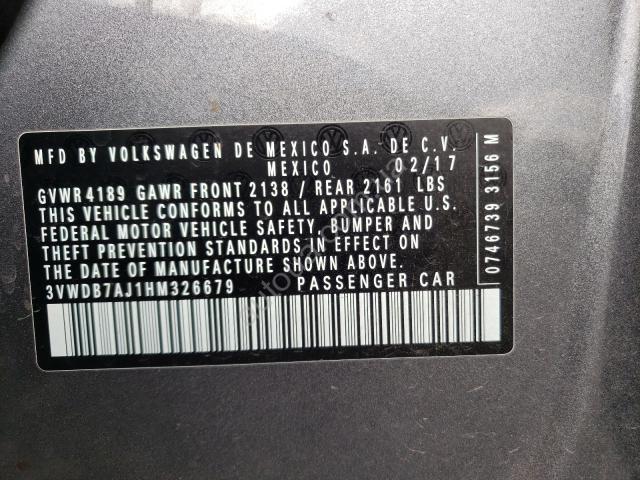 MFD BY VOLKSWAGEN DE MEXICO S.A. DE C.V.
MEXICO 02/17
GVWR 4189 GAWR FRONT 2138 / REAR 2161 LBS
THIS VEHICLE CONFORMS TO ALL APPLICABLE U.S.
FEDERAL MOTOR VEHICLE SAFETY, BUMPER AND
THEFT PREVENTION STANDARDS IN EFFECT ON
THE DATE OF MANUFACTURE SHOWN ABOVE.
3VWDB7AJ1HM326679 PASSENGER CAR
0746739 3156 M